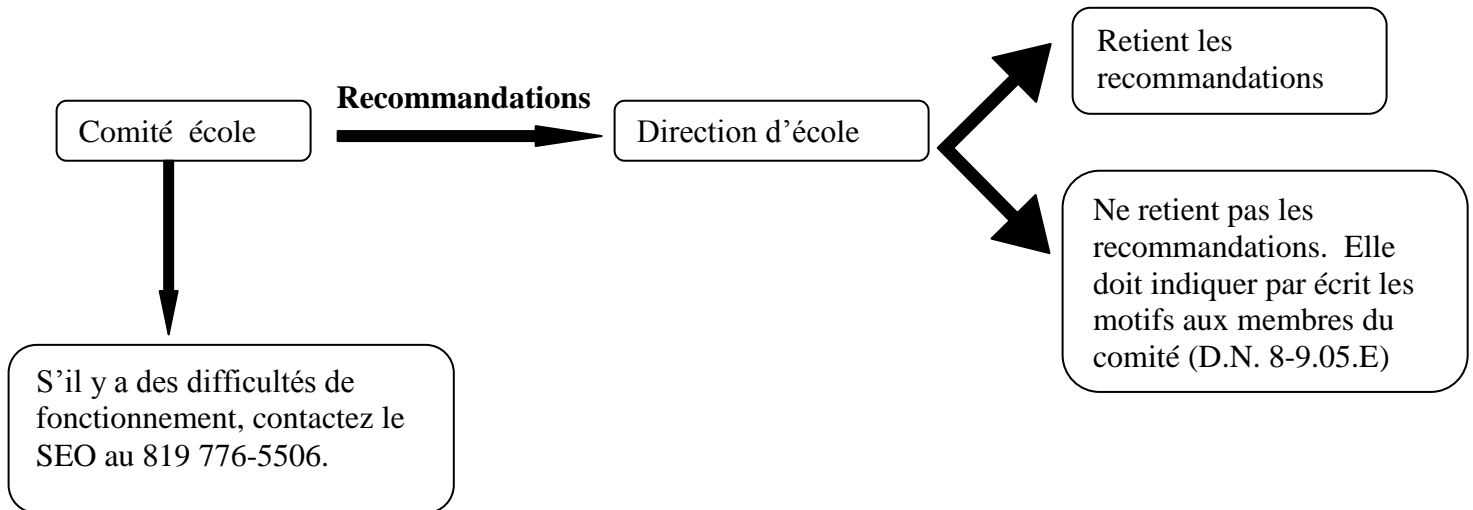 Comité école
Recommandations
Direction d'école
Retient les
recommandations
Ne retient pas les
recommandations. Elle
doit indiquer par écrit les
motifs aux membres du
comité (D.N. 8-9.05.E)
S'il y a des difficultés de
fonctionnement, contactez le
SEO au 819 776-5506.